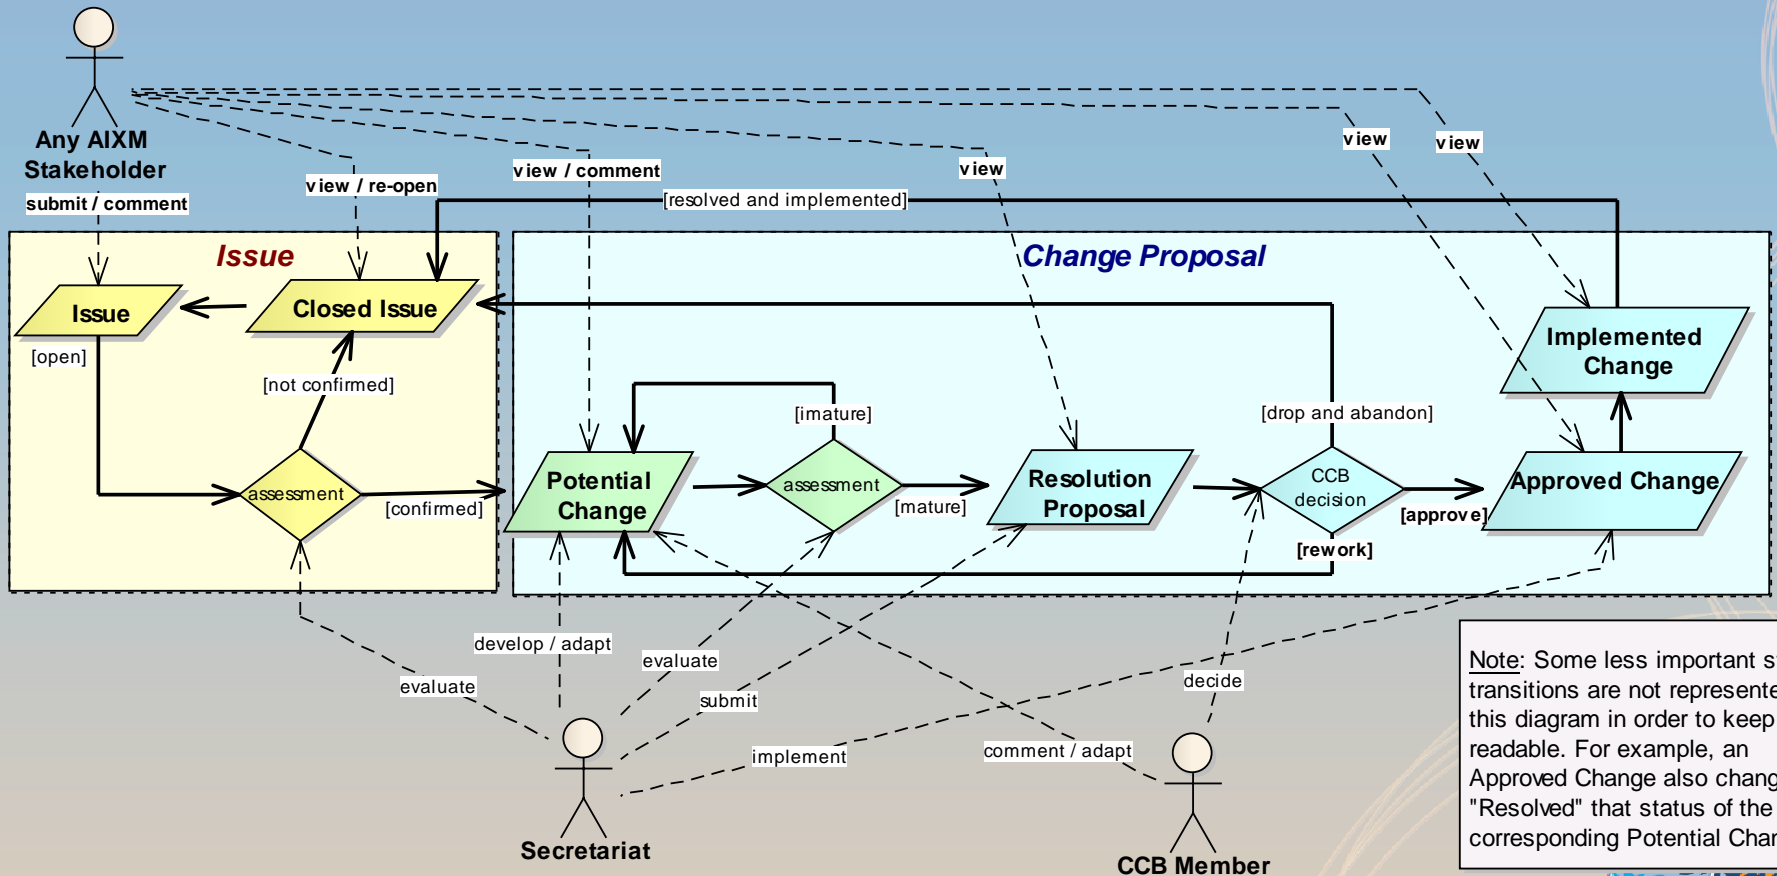 Any AIXM
Stakeholder
submit / comment
view / re-open
view / comment
view
view
view
[resolved and implemented]
Issue
Change Proposal
Issue
Closed Issue
[open]
[not confirmed]
assessment
[confirmed]
Implemented
Change
[imature]
[drop and abandon]
Potential
Change
assessment
[mature]
Resolution
Proposal
CCB
decision
[approve]
[rework]
Approved Change
develop / adapt
evaluate
evaluate
submit
implement
comment / adapt
decide
Secretariat
CCB Member
Note: Some less important
transitions are not
this diagram in order to keep
readable. For example, an
Approved Change also
"Resolved" that status of the
corresponding Potential